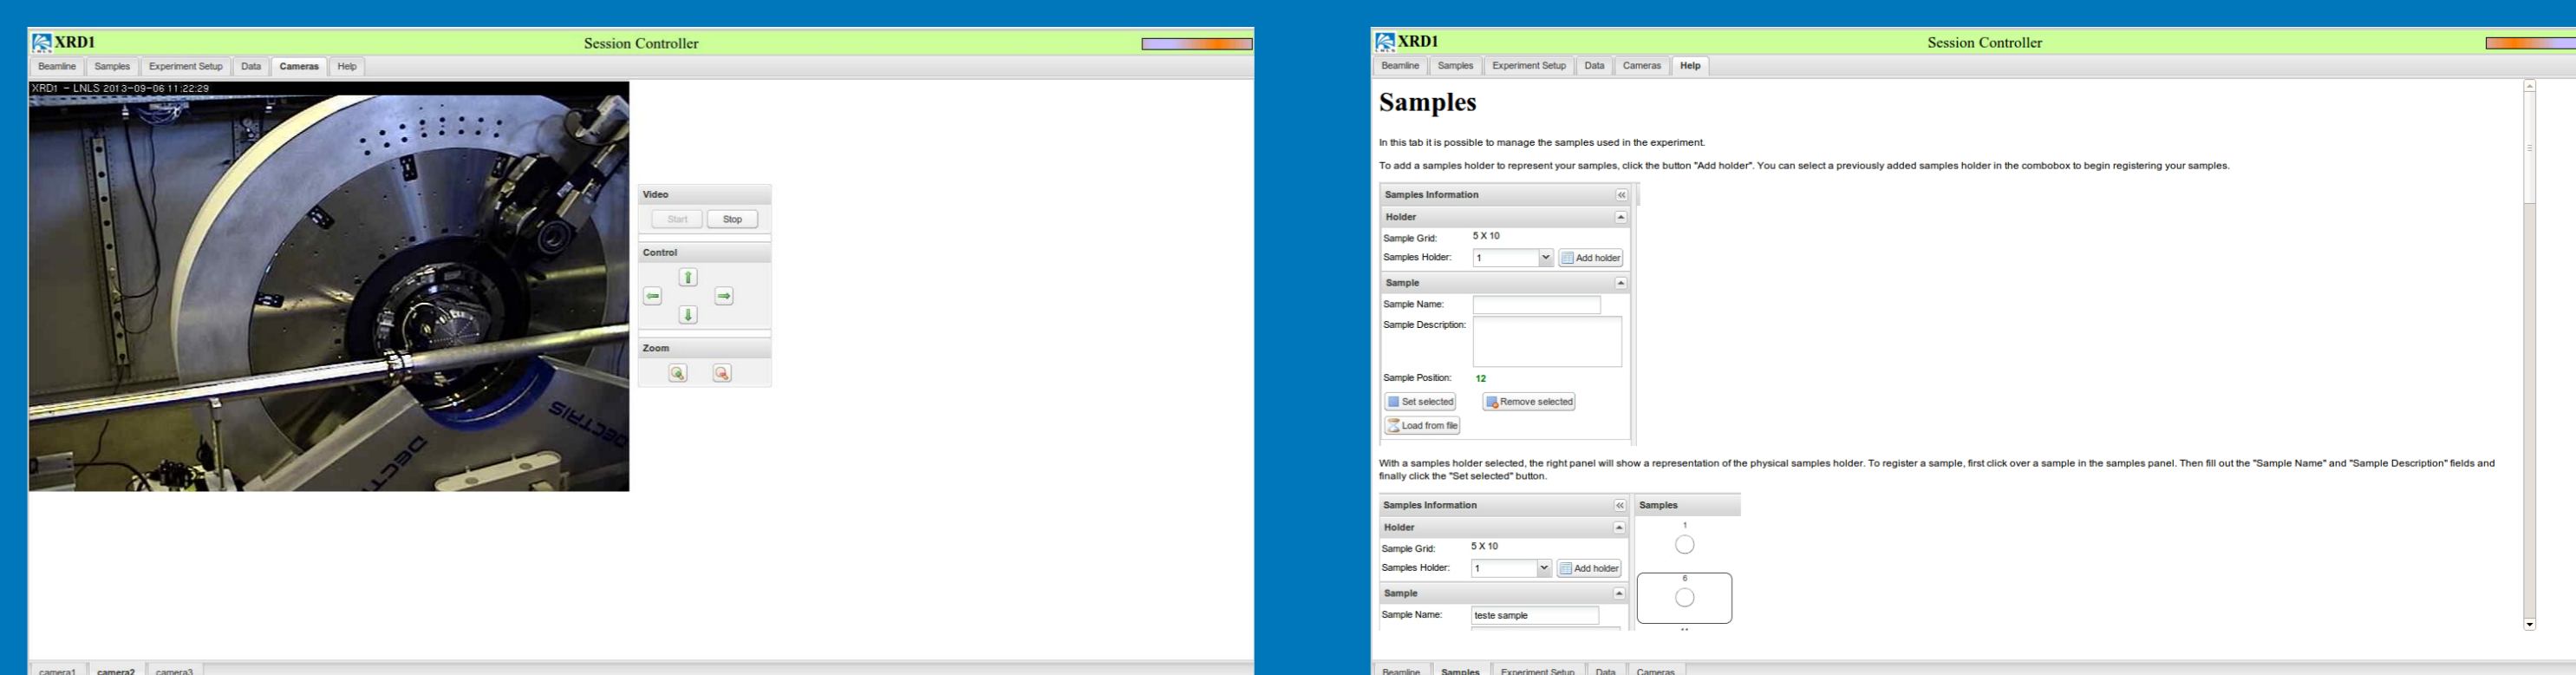 XRD1
Session Controller
Beamline Samples Experiment Setup Data Cameras Help
XRD1 - LNLS 2013-09-06 11:22:29
DECTRIS
DECT
Video
Start Stop
Control
Zoom
camera1 camera2 camera3
XRD1
Session Controller
Beamline Samples Experiment Setup Data Cameras Help
Samples
In this tab it is possible to manage the samples used in the experiment.
To add a samples holder to represent your samples, click the button "Add holder". You can select a previously added samples holder in the combobox to begin registering your samples.
Samples Information
Holder
Sample Grid: 5 X 10
Samples Holder: 1 Add holder
Sample
Sample Name:
Sample Description:
Sample Position: 12
Set selected Remove selected
Load from file
With a samples holder selected, the right panel will show a representation of the physical samples holder. To register a sample, first click over a sample in the samples panel. Then fill out the "Sample Name" and "Sample Description" fields and
finally click the "Set selected" button.
Samples Information Samples
Holder 1
Sample Grid: 5 X 10
Samples Holder: 1 Add holder
6
Sample
Sample Name: teste sample
Beamline Samples Experiment Setup Data Cameras